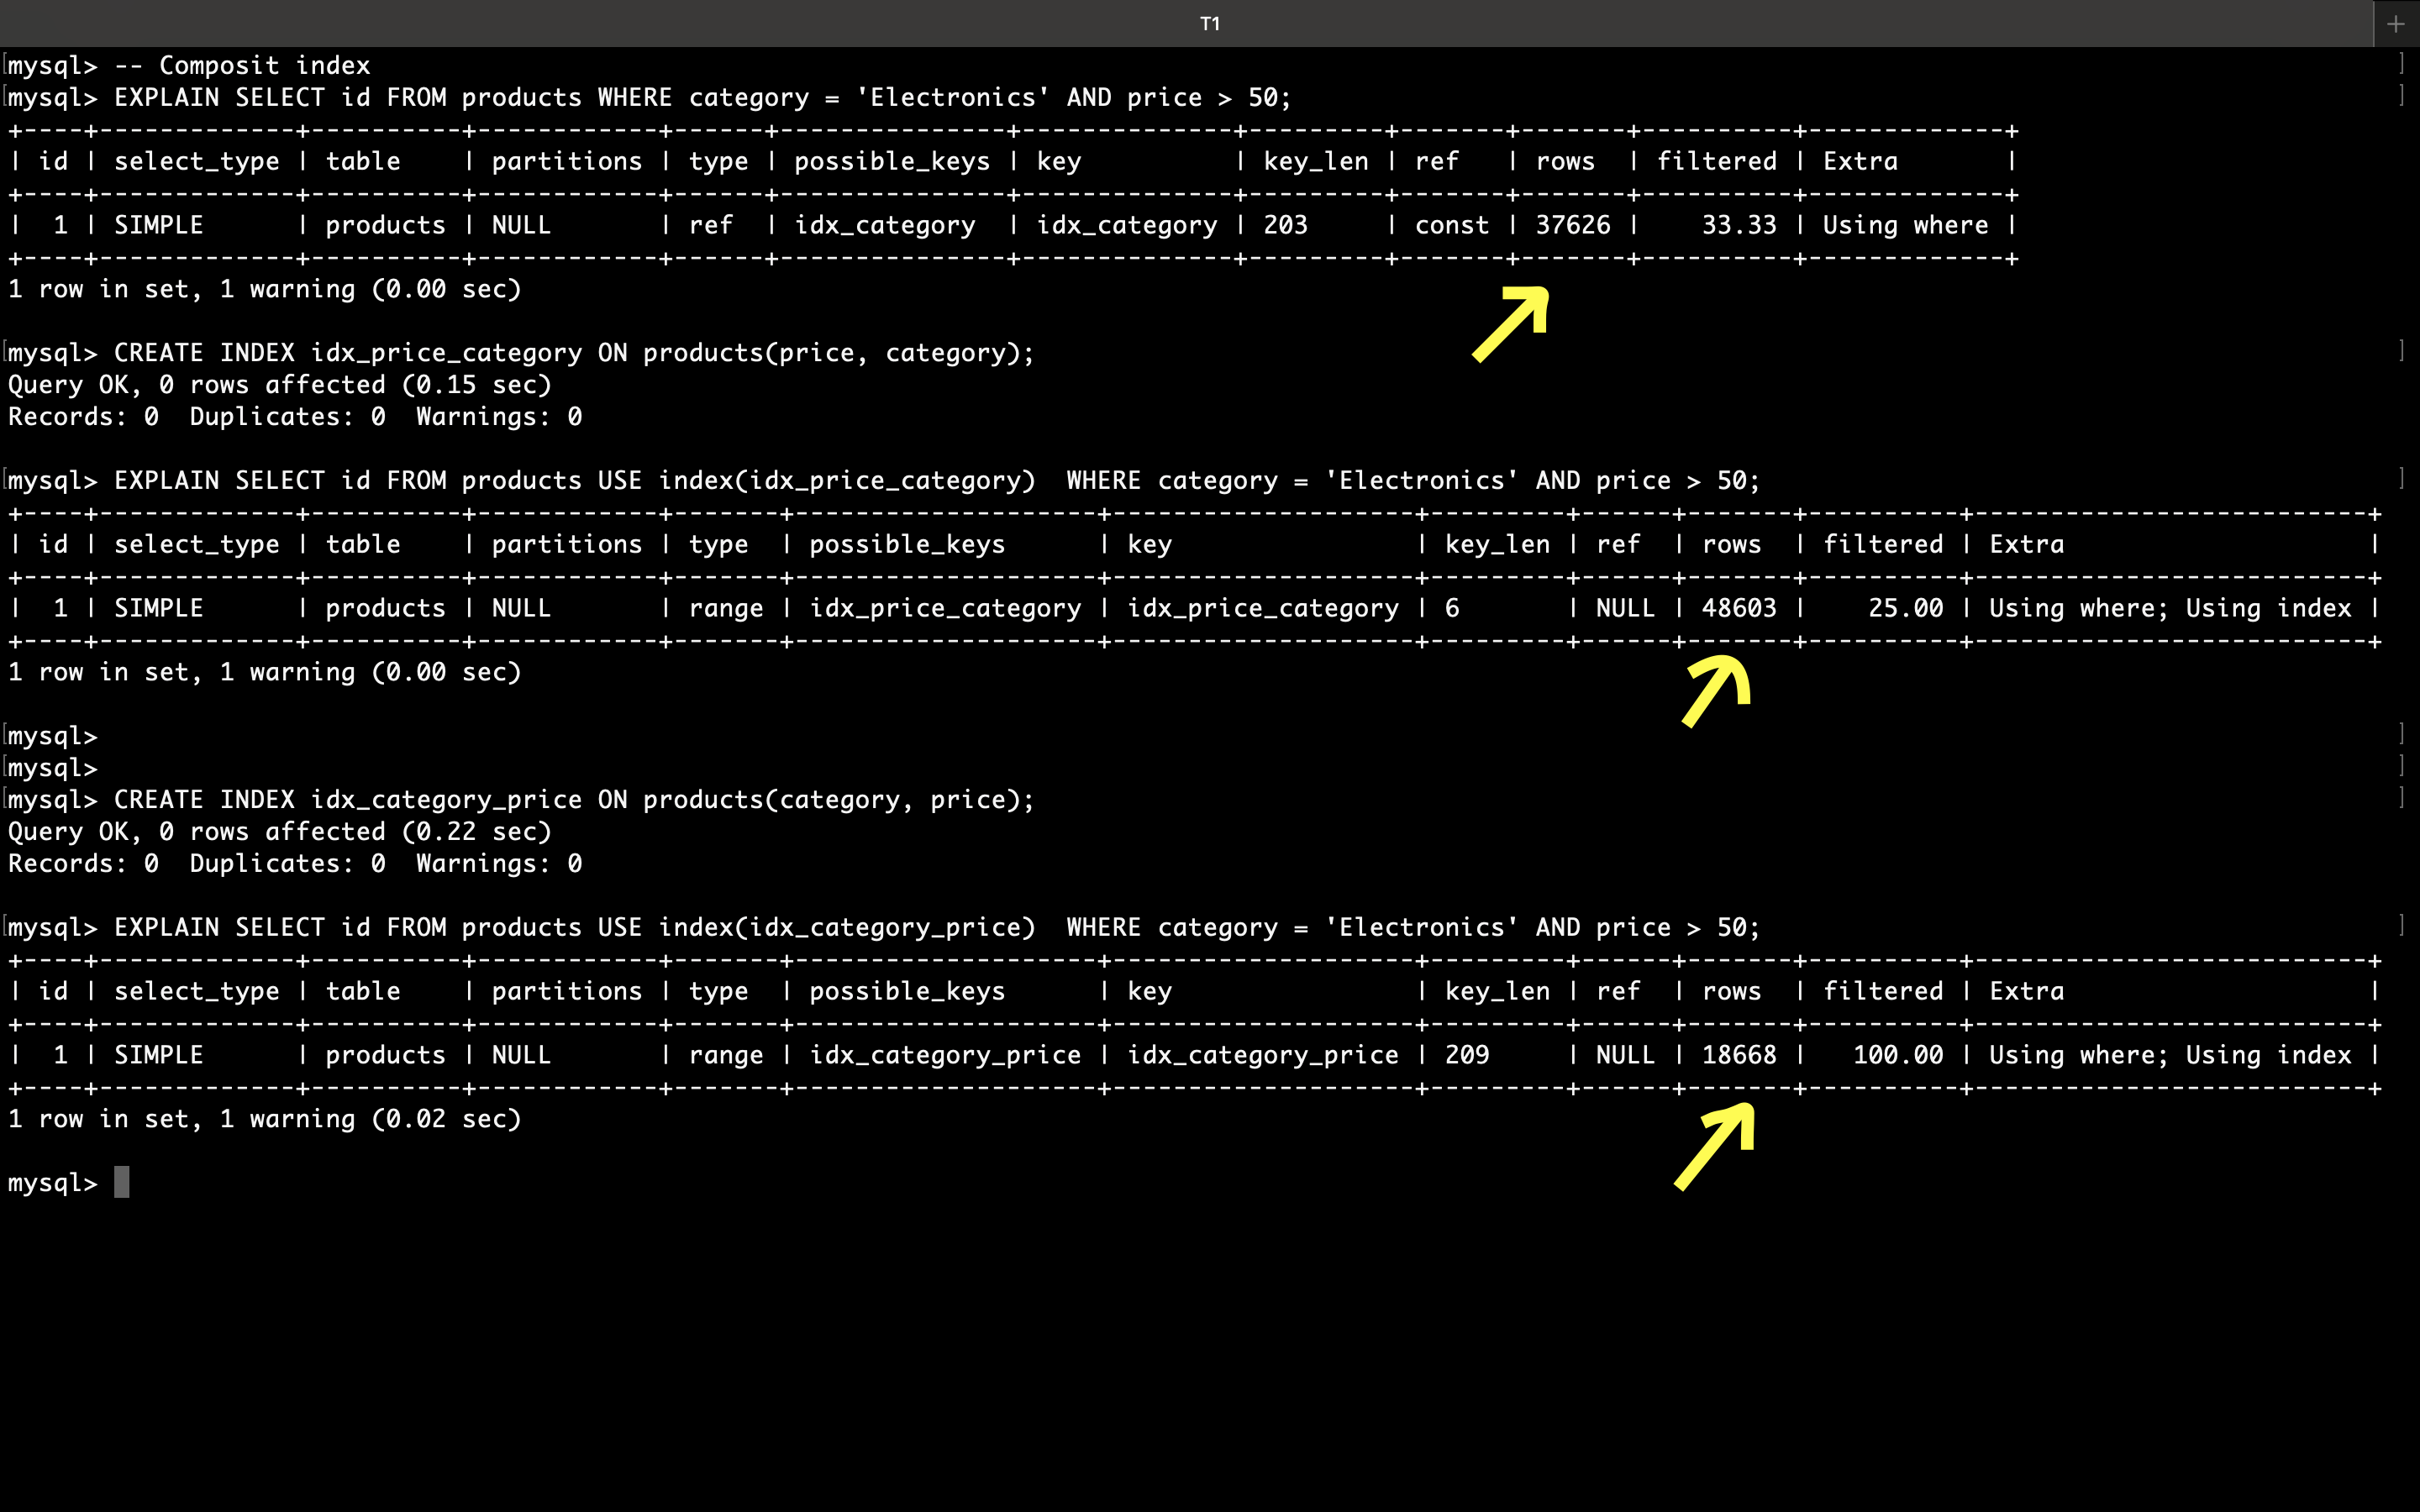 T1
mysql> -- Composit index
mysql> EXPLAIN SELECT id FROM products WHERE category = 'Electronics' AND price > 50;
+----+-------------+----------+------------+------+---------------+--------------+---------+-------+-------+----------+-------------+
| id | select_type | table    | partitions | type | possible_keys | key          | key_len | ref   | rows  | filtered | Extra       |
+----+-------------+----------+------------+------+---------------+--------------+---------+-------+-------+----------+-------------+
|  1 | SIMPLE      | products | NULL       | ref  | idx_category  | idx_category | 203     | const | 37626 |    33.33 | Using where |
+----+-------------+----------+------------+------+---------------+--------------+---------+-------+-------+----------+-------------+
1 row in set, 1 warning (0.00 sec)
mysql> CREATE INDEX idx_price_category ON products(price, category);
Query OK, 0 rows affected (0.15 sec)
Records: 0  Duplicates: 0  Warnings: 0
mysql> EXPLAIN SELECT id FROM products USE index(idx_price_category)  WHERE category = 'Electronics' AND price > 50;
+----+-------------+----------+------------+-------+--------------------+--------------------+---------+------+-------+----------+--------------------------+
| id | select_type | table    | partitions | type  | possible_keys      | key                | key_len | ref  | rows  | filtered | Extra                    |
+----+-------------+----------+------------+-------+--------------------+--------------------+---------+------+-------+----------+--------------------------+
|  1 | SIMPLE      | products | NULL       | range | idx_price_category | idx_price_category | 6       | NULL | 48603 |    25.00 | Using where; Using index |
+----+-------------+----------+------------+-------+--------------------+--------------------+---------+------+-------+----------+--------------------------+
1 row in set, 1 warning (0.00 sec)
mysql>
mysql>
mysql> CREATE INDEX idx_category_price ON products(category, price);
Query OK, 0 rows affected (0.22 sec)
Records: 0  Duplicates: 0  Warnings: 0
mysql> EXPLAIN SELECT id FROM products USE index(idx_category_price)  WHERE category = 'Electronics' AND price > 50;
+----+-------------+----------+------------+-------+--------------------+--------------------+---------+------+-------+----------+--------------------------+
| id | select_type | table    | partitions | type  | possible_keys      | key                | key_len | ref  | rows  | filtered | Extra                    |
+----+-------------+----------+------------+-------+--------------------+--------------------+---------+------+-------+----------+--------------------------+
|  1 | SIMPLE      | products | NULL       | range | idx_category_price | idx_category_price | 209     | NULL | 18668 |   100.00 | Using where; Using index |
+----+-------------+----------+------------+-------+--------------------+--------------------+---------+------+-------+----------+--------------------------+
1 row in set, 1 warning (0.02 sec)
mysql>